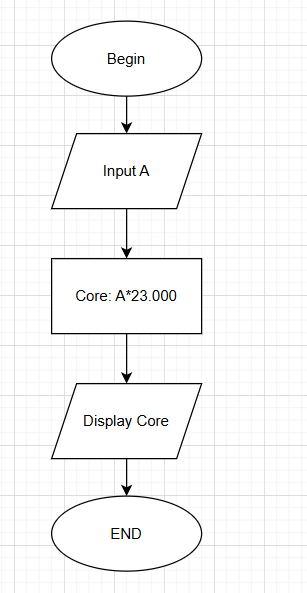 Begin
Input A
Core: A*23.000
Display Core
END